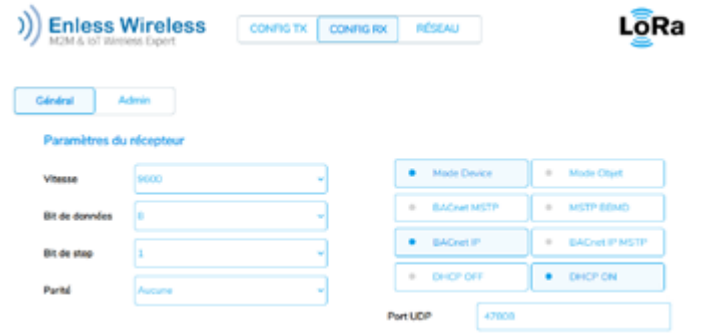 Enless Wireless
M2M & IoT Wireless Expert
CONFIG TX
CONFIG RX
RÉSEAU
LoRa
Général
Admin
Paramètres du récepteur
Vitesse
9600
Bit de données
8
Bit de stop
1
Parité
Aucune
Mode Device
Mode Objet
BACnet MSTP
MSTP BBMD
BACnet IP
BACnet IP MSTP
DHCP OFF
DHCP ON
Port UDP
47808